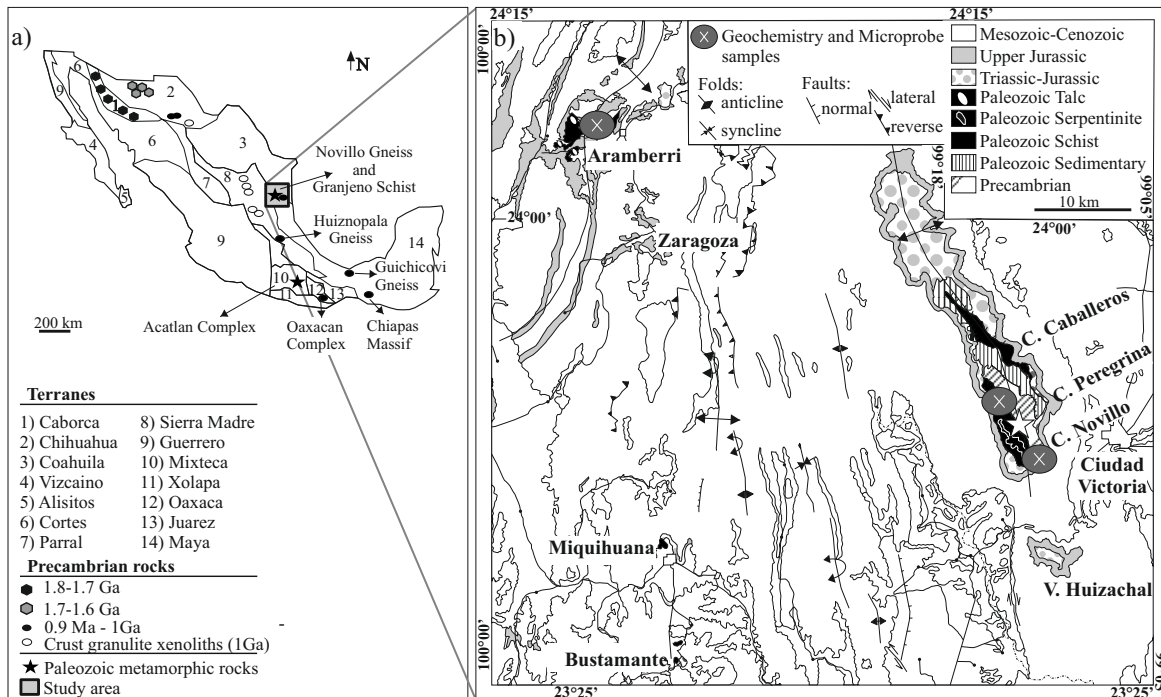 a)
N
6
9
1
2
4
6
3
5
7
8
9
14
10
11
12
13
Novillo Gneiss
and
Granjeno Schist
Huiznopala
Gneiss
Guichicovi
Gneiss
Acatlan Complex
Oaxacan
Complex
Chiapas
Massif
200 km
Terranes
1) Caborca
2) Chihuahua
3) Coahuila
4) Vizcaino
5) Alisitos
6) Cortes
7) Parral
8) Sierra Madre
9) Guerrero
10) Mixteca
11) Xolapa
12) Oaxaca
13) Juarez
14) Maya
Precambrian rocks
1.8-1.7 Ga
1.7-1.6 Ga
0.9 Ma - 1Ga
Crust granulite xenoliths (1Ga)
Paleozoic metamorphic rocks
Study area
b)
24°15'
24°15'
100°00'
Geochemistry and Microprobe
samples
Folds:
anticline
syncline
Faults:
normal
lateral
reverse
Mesozoic-Cenozoic
Upper Jurassic
Triassic-Jurassic
Paleozoic Talc
Paleozoic Serpentinite
Paleozoic Schist
Paleozoic Sedimentary
Precambrian
10 km
99°18'
99°05'
24°00'
24°00'
Aramberri
Zaragoza
C. Caballeros
C. Peregrina
C. Novillo
Ciudad
Victoria
Miquihuana
V. Huizachal
Bustamante
100°00'
23°25'
23°25'